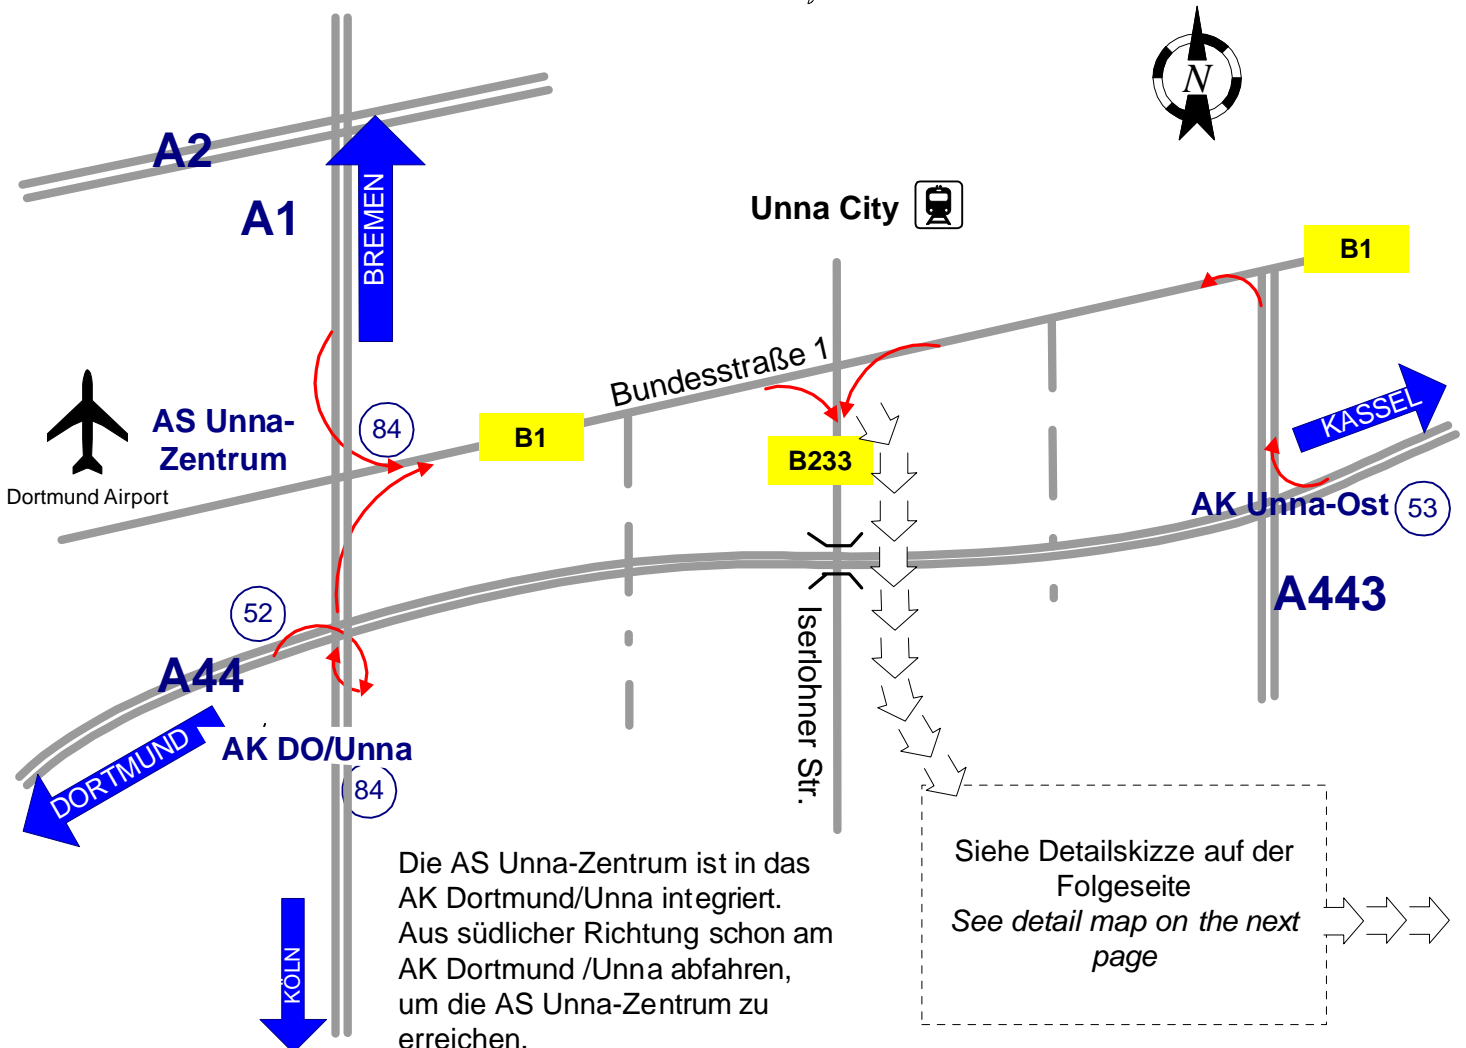 N
A2
A1
BREMEN
Unna City
B1
Bundesstraße 1
KASSEL
AS Unna-
Zentrum
84
B1
B233
Dortmund Airport
AK Unna-Ost
53
52
A443
A44
Iserlohner Str.
DORTMUND
AK DO/Unna
84
KÖLN
Die AS Unna-Zentrum ist in das
AK Dortmund/Unna integriert.
Aus südlicher Richtung schon am
AK Dortmund /Unna abfahren,
um die AS Unna-Zentrum zu
erreichen.
Siehe Detailskizze auf der
Folgeseite
See detail map on the next
page